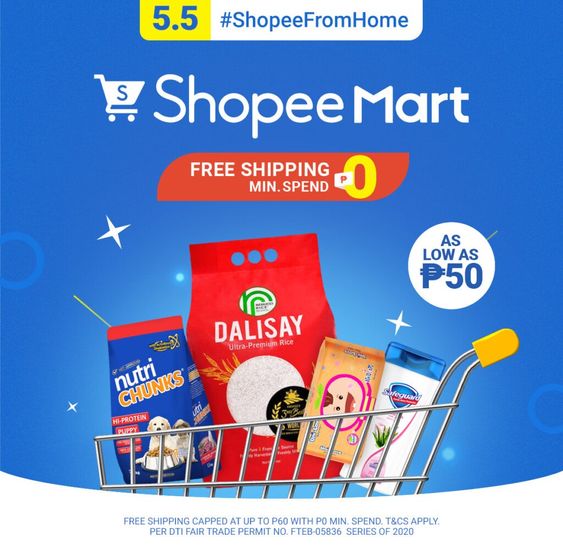 5.5 #ShopeeFromHome
S
Shopee Mart
FREE SHIPPING
MIN. SPEND ₱0
AS
LOW AS
₱50
DALISAY
Ultra-Premium Rice
nutri
CHUNKS
HI-PROTEIN
PUPPY
Safeguard
FREE SHIPPING CAPPED AT UP TO P60 WITH P0 MIN. SPEND. T&CS APPLY.
PER DTI FAIR TRADE PERMIT NO. FTEB-05836 SERIES OF 2020